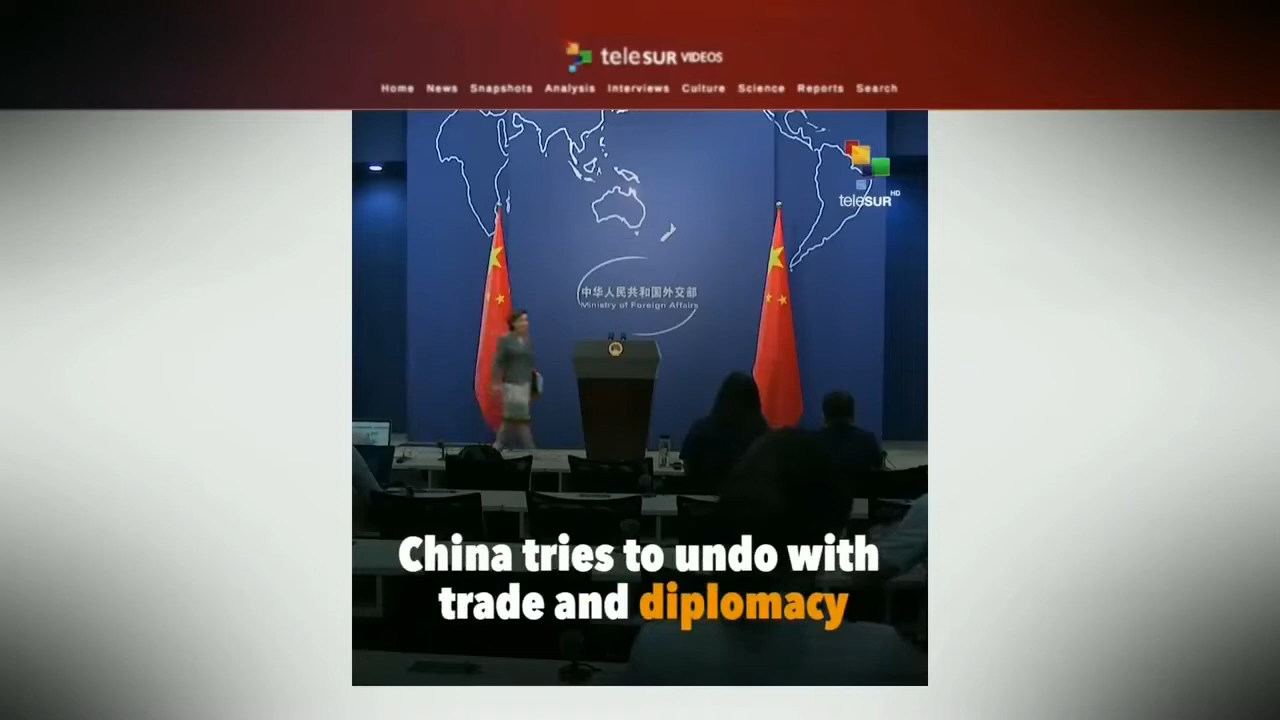 teleSUR VIDEOS
Home News Snapshots Analysis Interviews Culture Science Reports Search
teleSUR HD
中华人民共和国外交部
Ministry of Foreign Affairs
China tries to undo with
trade and diplomacy